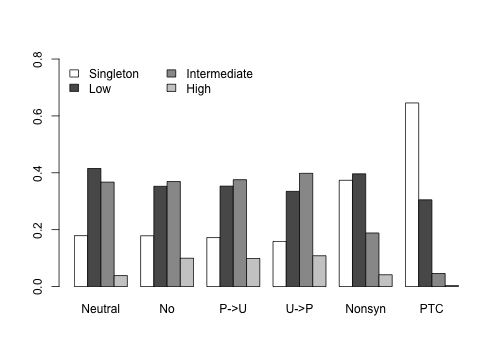 0.8
0.6
0.4
0.2
0.0
Singleton
Intermediate
Low
High
Neutral
No
P->U
U->P
Nonsyn
PTC